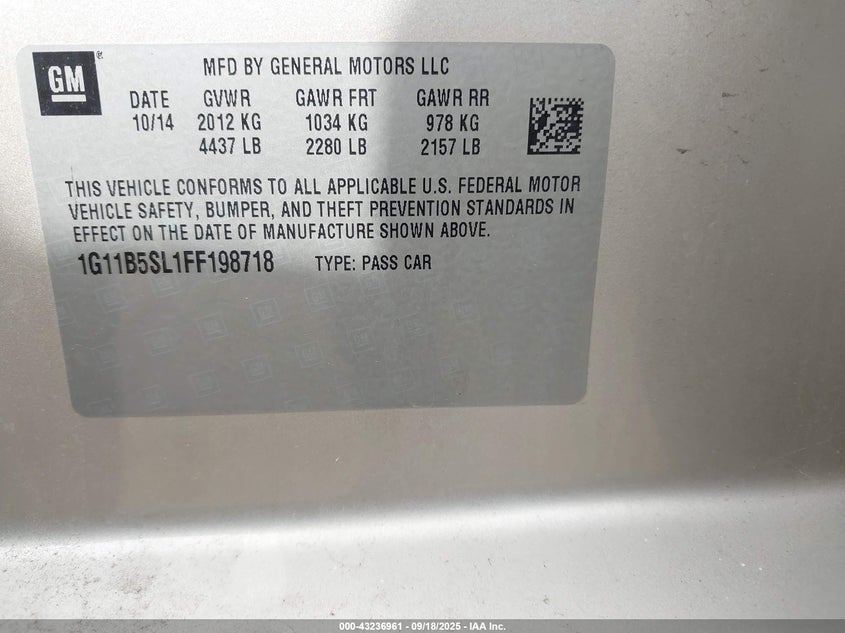 GM®
MFD BY GENERAL MOTORS LLC
DATE GVWR GAWR FRT GAWR RR
10/14 2012 KG 1034 KG 978 KG
4437 LB 2280 LB 2157 LB
THIS VEHICLE CONFORMS TO ALL APPLICABLE U.S. FEDERAL MOTOR
VEHICLE SAFETY, BUMPER, AND THEFT PREVENTION STANDARDS IN
EFFECT ON THE DATE OF MANUFACTURE SHOWN ABOVE.
1G11B5SL1FF198718 TYPE: PASS CAR
000-43236961 - 09/18/2025 - IAA Inc.